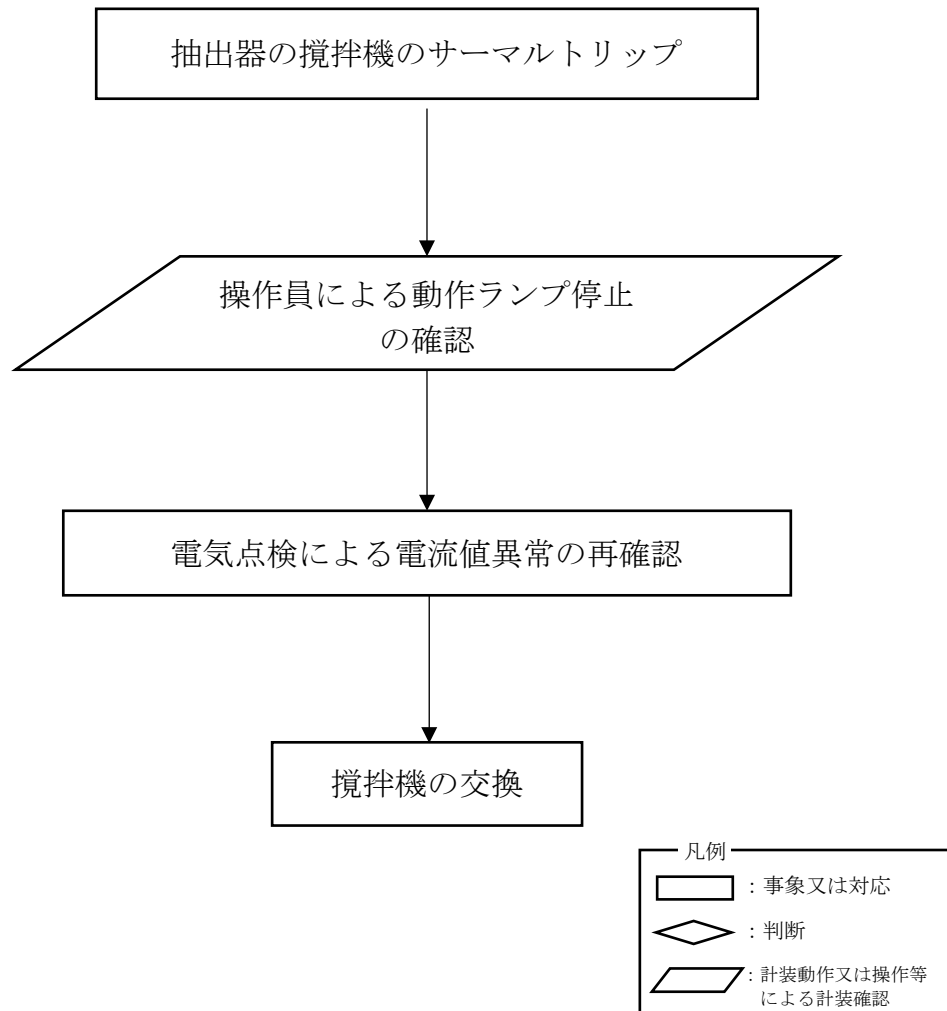 抽出器の撹拌機のサーマルトリップ
操作員による動作ランプ停止
の確認
電気点検による電流値異常の再確認
撹拌機の交換
凡例
：事象又は対応
：判断
：計装動作又は操作等
による計装確認